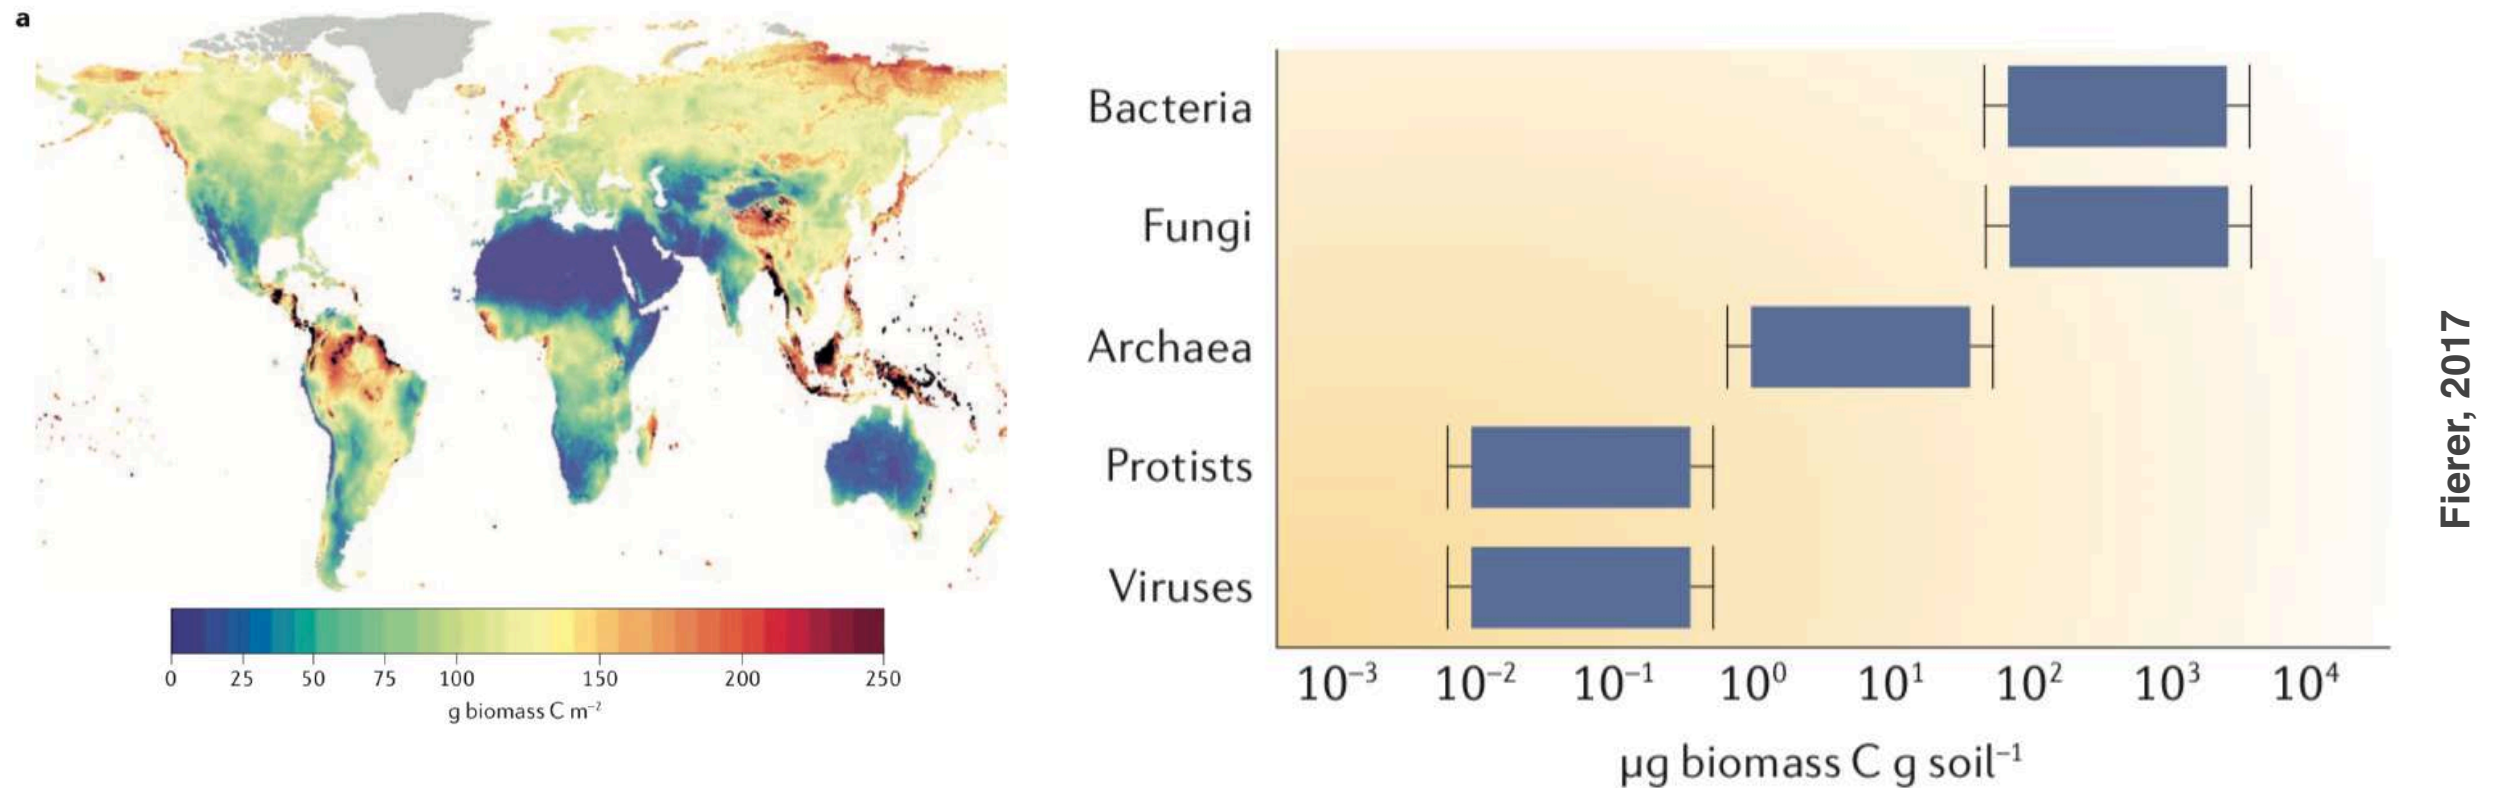 a
0 25 50 75 100 150 200 250
g biomass C m⁻²
Bacteria
Fungi
Archaea
Protists
Viruses
10⁻³ 10⁻² 10⁻¹ 10⁰ 10¹ 10² 10³ 10⁴
µg biomass C g soil⁻¹
Fierer, 2017